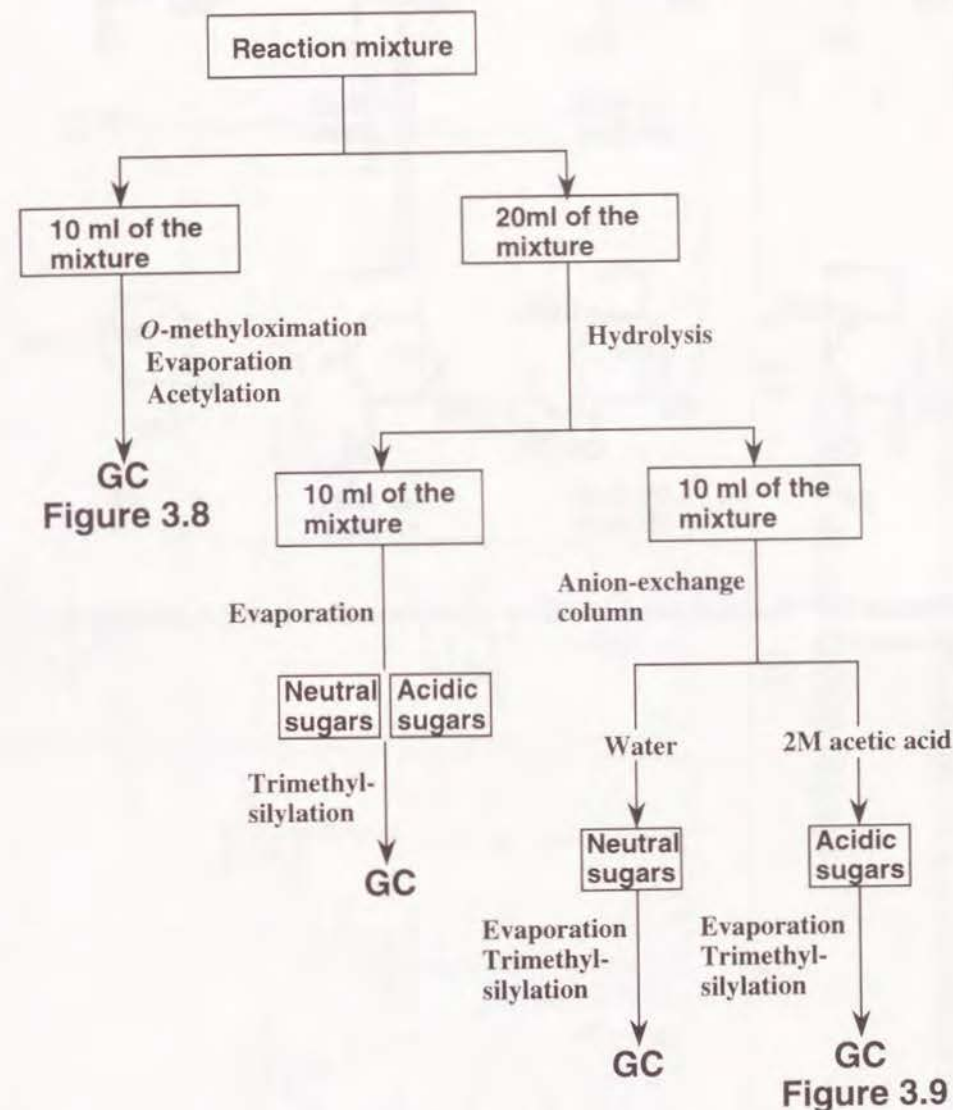 Reaction mixture
10 ml of the
mixture
20ml of the
mixture
O-methyloximation
Evaporation
Acetylation
Hydrolysis
GC
Figure 3.8
10 ml of the
mixture
10 ml of the
mixture
Evaporation
Anion-exchange
column
Neutral
sugars
Acidic
sugars
Water
2M acetic acid
Trimethyl-
silylation
GC
Neutral
sugars
Acidic
sugars
Evaporation
Trimethyl-
silylation
Evaporation
Trimethyl-
silylation
GC
GC
Figure 3.9